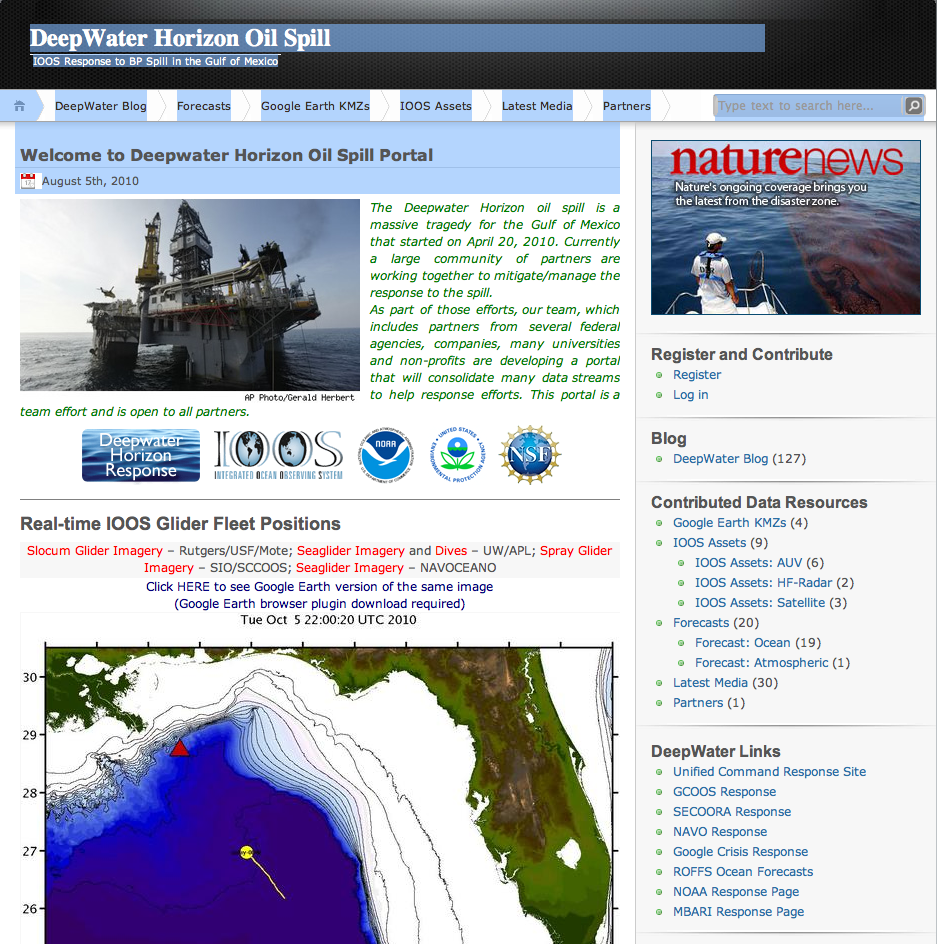 DeepWater Horizon Oil Spill
IOOS Response to BP Spill in the Gulf of Mexico
DeepWater Blog
Forecasts
Google Earth KMZs
IOOS Assets
Latest Media
Partners
Type text to search here...
Welcome to Deepwater Horizon Oil Spill Portal
August 5th, 2010
The Deepwater Horizon oil spill is a
massive tragedy for the Gulf of Mexico
that started on April 20, 2010. Currently
a large community of partners are
working together to mitigate/manage the
response to the spill.
As part of those efforts, our team, which
includes partners from several federal
agencies, companies, many universities
and non-profits are developing a portal
that will consolidate many data streams
to help response efforts. This portal is a
team effort and is open to all partners.
AP Photo/Gerald Herbert
Deepwater
Horizon
Response
IOOS
INTEGRATED OCEAN OBSERVING SYSTEM
NOAA
UNITED STATES
ENVIRONMENTAL PROTECTION AGENCY
NSF
Real-time IOOS Glider Fleet Positions
Slocum Glider Imagery – Rutgers/USF/Mote; Seaglider Imagery and Dives – UW/APL; Spray Glider
Imagery – SIO/SCCOOS; Seaglider Imagery – NAVOCEANO
Click HERE to see Google Earth version of the same image
(Google Earth browser plugin download required)
Tue Oct 5 22:00:20 UTC 2010
30
29
28
27
26
naturenews
Nature's ongoing coverage brings you
the latest from the disaster zone.
Register and Contribute
Register
Log in
Blog
DeepWater Blog (127)
Contributed Data Resources
Google Earth KMZs (4)
IOOS Assets (9)
IOOS Assets: AUV (6)
IOOS Assets: HF-Radar (2)
IOOS Assets: Satellite (3)
Forecasts (20)
Forecast: Ocean (19)
Forecast: Atmospheric (1)
Latest Media (30)
Partners (1)
DeepWater Links
Unified Command Response Site
GCOOS Response
SECOORA Response
NAVO Response
Google Crisis Response
ROFFS Ocean Forecasts
NOAA Response Page
MBARI Response Page